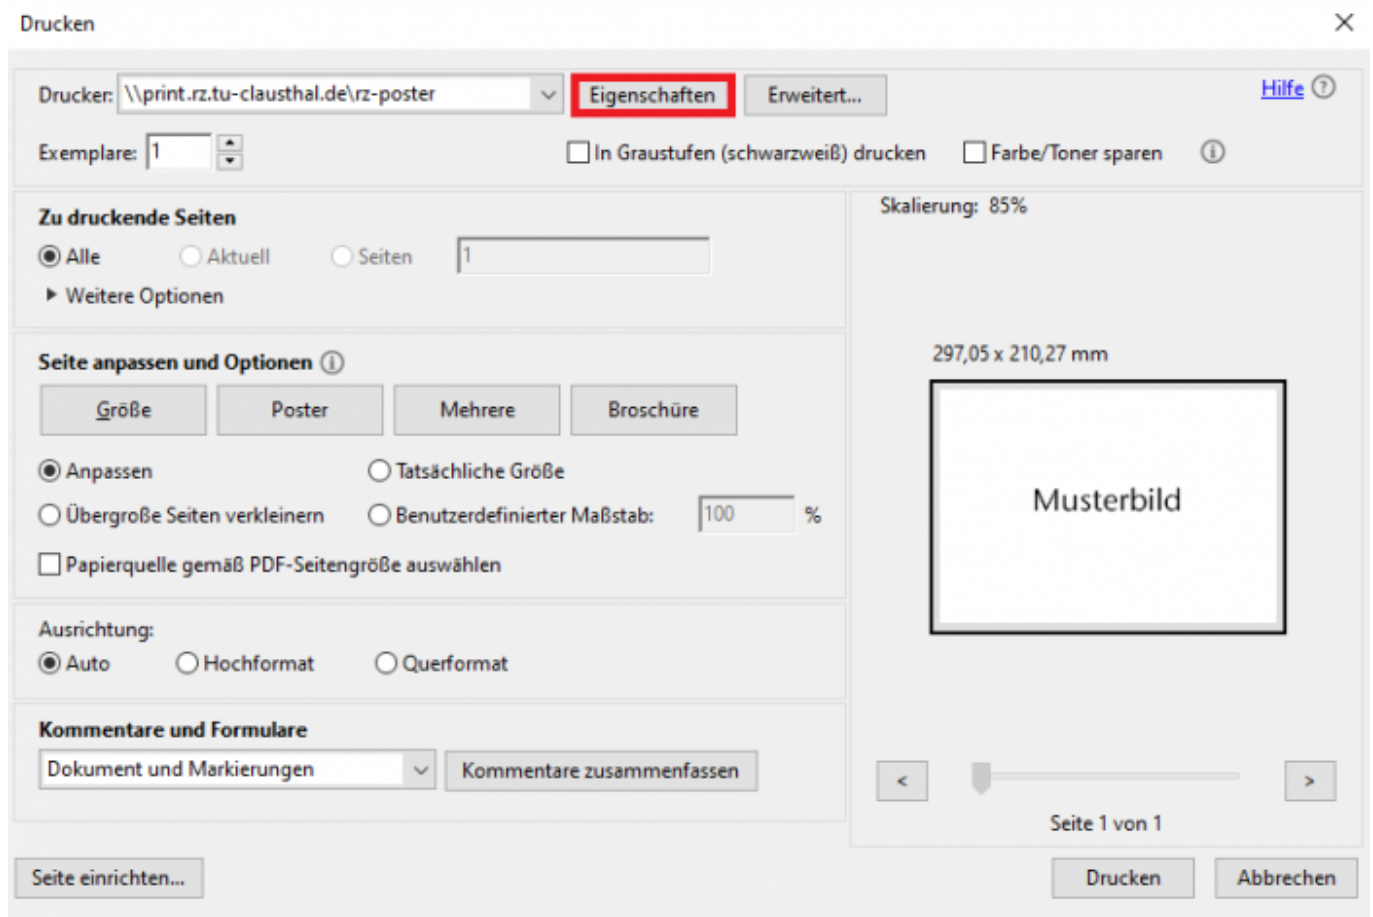 Drucken
Drucker: \\print.rz.tu-clausthal.de\rz-poster Eigenschaften Erweitert... Hilfe
Exemplare: 1 In Graustufen (schwarzweiß) drucken Farbe/Toner sparen
Zu druckende Seiten
Alle Aktuell Seiten 1
Weitere Optionen
Seite anpassen und Optionen
Größe Poster Mehrere Broschüre
Anpassen Tatsächliche Größe
Übergroße Seiten verkleinern Benutzerdefinierter Maßstab: 100 %
Papierquelle gemäß PDF-Seitengröße auswählen
Ausrichtung:
Auto Hochformat Querformat
Kommentare und Formulare
Dokument und Markierungen Kommentare zusammenfassen
Skalierung: 85%
297,05 x 210,27 mm
Musterbild
< >
Seite 1 von 1
Seite einrichten... Drucken Abbrechen